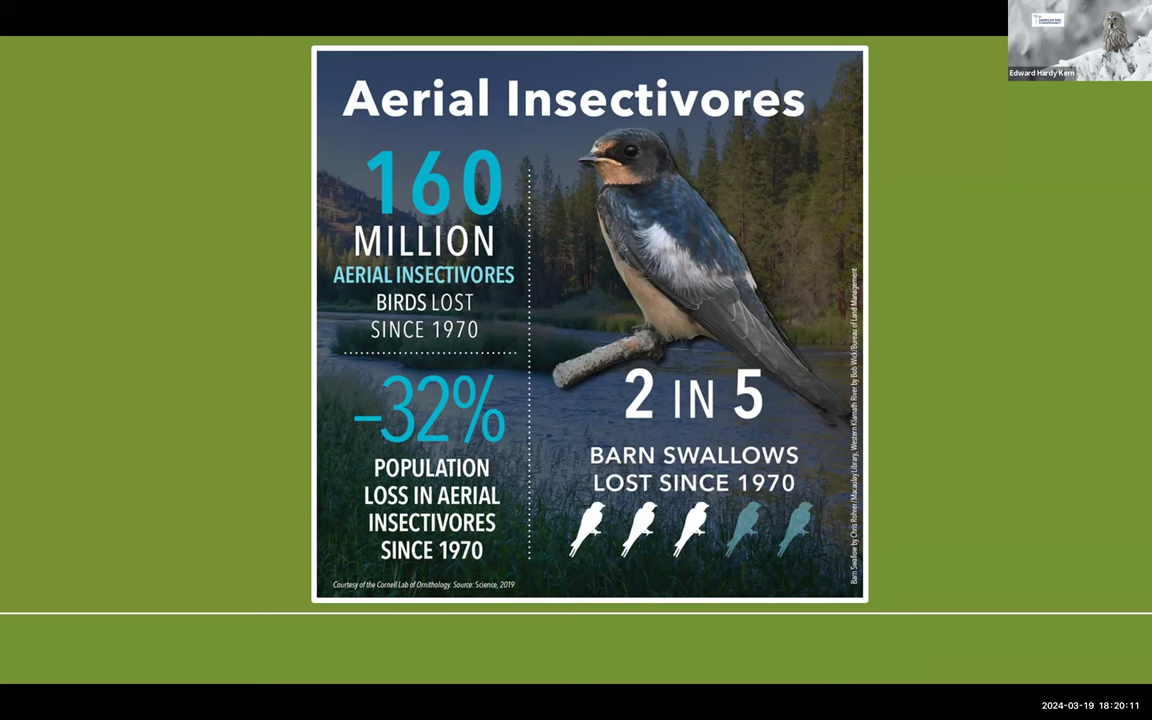 Aerial Insectivores
160
MILLION
AERIAL INSECTIVORES
BIRDS LOST
SINCE 1970
–32%
POPULATION
LOSS IN AERIAL
INSECTIVORES
SINCE 1970
2 IN 5
BARN SWALLOWS
LOST SINCE 1970
Courtesy of the Cornell Lab of Ornithology. Source: Science, 2019
Barn Swallow by Chris Rohrer/Macaulay Library, Western Klamath River by Bob Wick/Bureau of Land Management
AMERICAN BIRD
CONSERVANCY
Edward Hardy Kern
2024-03-19 18:20:11